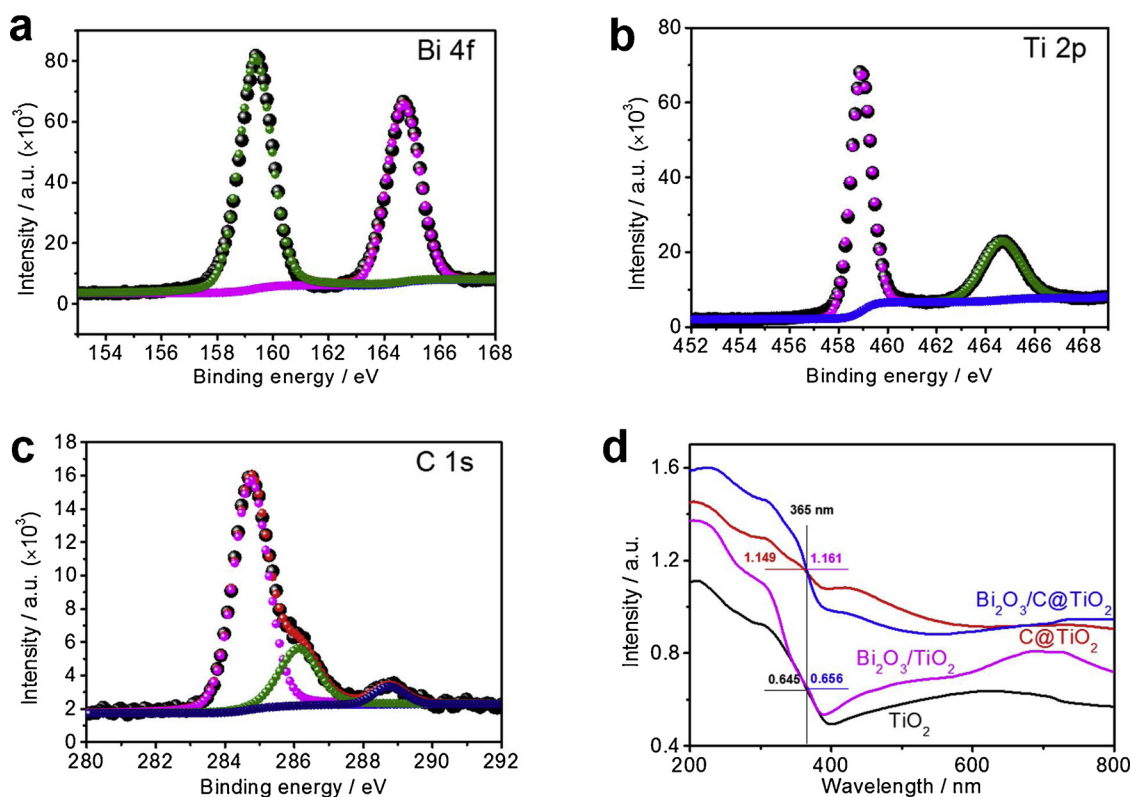 a
Bi 4f
Intensity / a.u. (×10³)
80
60
40
20
0
154 156 158 160 162 164 166 168
Binding energy / eV
b
Ti 2p
Intensity / a.u. (×10³)
80
60
40
20
0
452 454 456 458 460 462 464 466 468
Binding energy / eV
c
C 1s
Intensity / a.u. (×10³)
18
16
14
12
10
8
6
4
2
0
280 282 284 286 288 290 292
Binding energy / eV
d
Intensity / a.u.
1.6
1.2
0.8
0.4
365 nm
1.149 1.161
Bi₂O₃/C@TiO₂
C@TiO₂
Bi₂O₃/TiO₂
0.645 0.656
TiO₂
200 400 600 800
Wavelength / nm